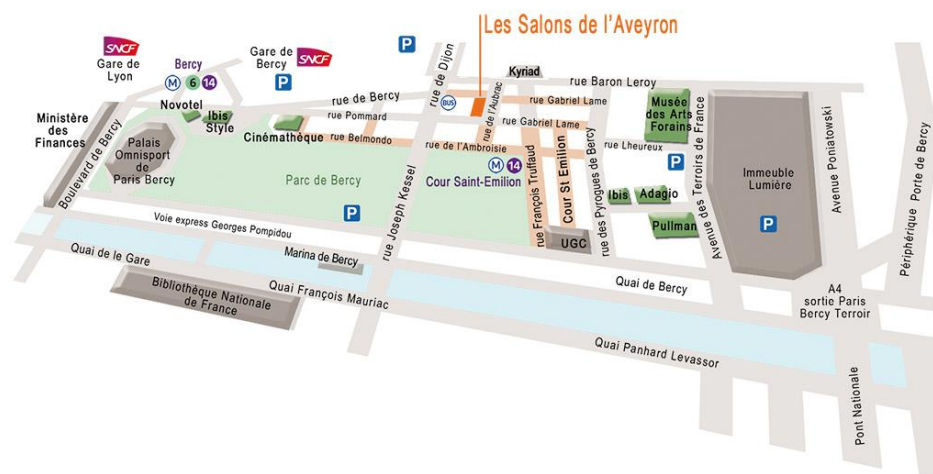 Les Salons de l'Aveyron
SNCF
Gare de
Lyon
Bercy
M 6 14
Gare de
Bercy
SNCF
P
P
rue de Dijon
Kyriad
rue Baron Leroy
Novotel
Ibis
Style
rue de Bercy
BUS
rue de l'Aubrac
rue Gabriel Lame
Musée
des Arts
Forains
Ministère
des
Finances
Boulevard de Bercy
Palais
Omnisport
de
Paris Bercy
Cinémathèque
rue Pommard
rue Gabriel Lame
rue Belmondo
rue de l'Ambroisie
rue Lheureux
P
M 14
Cour Saint-Emilion
Parc de Bercy
rue Joseph Kessel
rue François Truffaud
Cour St Emilion
rue des Pyrogues de Bercy
Ibis
Adagio
Pullman
Avenue des Terroirs de France
Immeuble
Lumière
P
Avenue Poniatowski
Périphérique Porte de Bercy
P
UGC
Voie express Georges Pompidou
Marina de Bercy
Quai de le Gare
Bibliothèque Nationale
de France
Quai François Mauriac
Quai de Bercy
A4
sortie Paris
Bercy Terroir
Quai Panhard Levassor
Pont Nationale